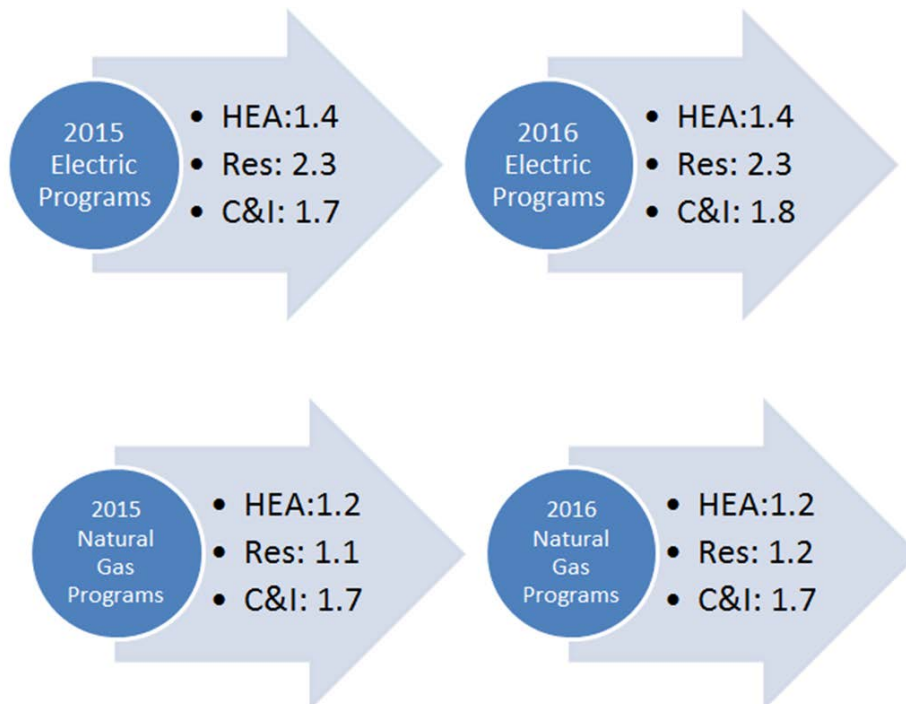 2015
Electric
Programs
• HEA:1.4
• Res: 2.3
• C&I: 1.7
2016
Electric
Programs
• HEA:1.4
• Res: 2.3
• C&I: 1.8
2015
Natural
Gas
Programs
• HEA:1.2
• Res: 1.1
• C&I: 1.7
2016
Natural
Gas
Programs
• HEA:1.2
• Res: 1.2
• C&I: 1.7